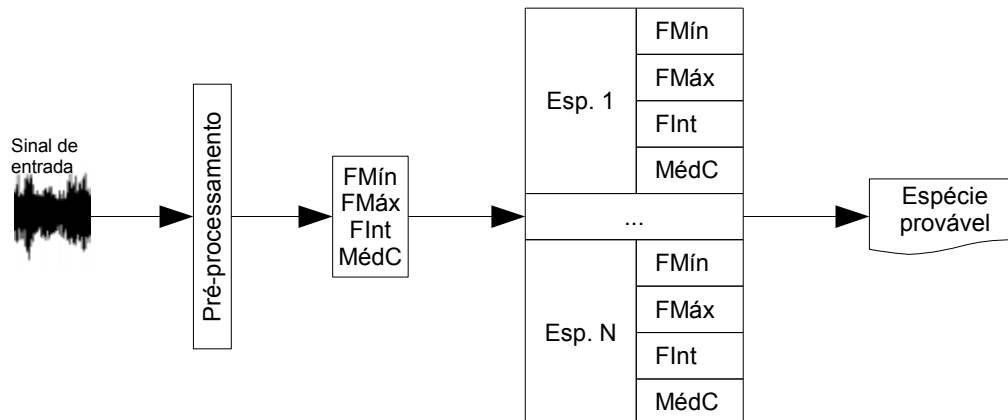 Sinal de
entrada
Pré-processamento
FMín
FMáx
FInt
MédC
Esp. 1
FMín
FMáx
FInt
MédC
...
Esp. N
FMín
FMáx
FInt
MédC
Espécie
provável